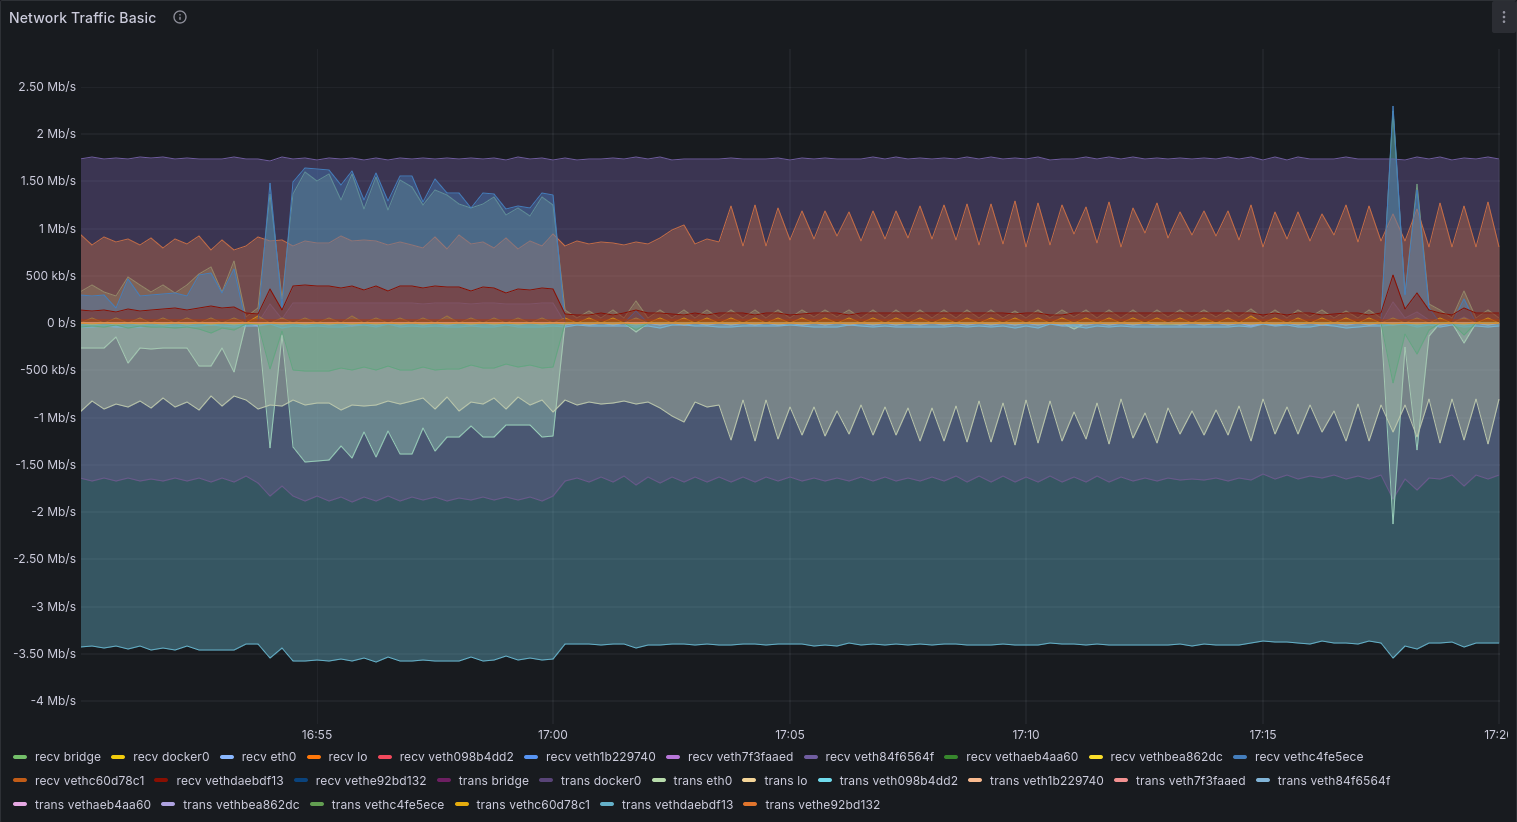 Network Traffic Basic
2.50 Mb/s
2 Mb/s
1.50 Mb/s
1 Mb/s
500 kb/s
0 b/s
-500 kb/s
-1 Mb/s
-1.50 Mb/s
-2 Mb/s
-2.50 Mb/s
-3 Mb/s
-3.50 Mb/s
-4 Mb/s
16:55 17:00 17:05 17:10 17:15 17:20
recv bridge recv docker0 recv eth0 recv lo recv veth098b4dd2 recv veth1b229740 recv veth7f3faaed recv veth84f6564f recv vethaeb4aa60 recv vethbea862dc recv vethc4fe5ece
recv vethc60d78c1 recv vethdaebdf13 recv vethe92bd132 trans bridge trans docker0 trans eth0 trans lo trans veth098b4dd2 trans veth1b229740 trans veth7f3faaed trans veth84f6564f
trans vethaeb4aa60 trans vethbea862dc trans vethc4fe5ece trans vethc60d78c1 trans vethdaebdf13 trans vethe92bd132